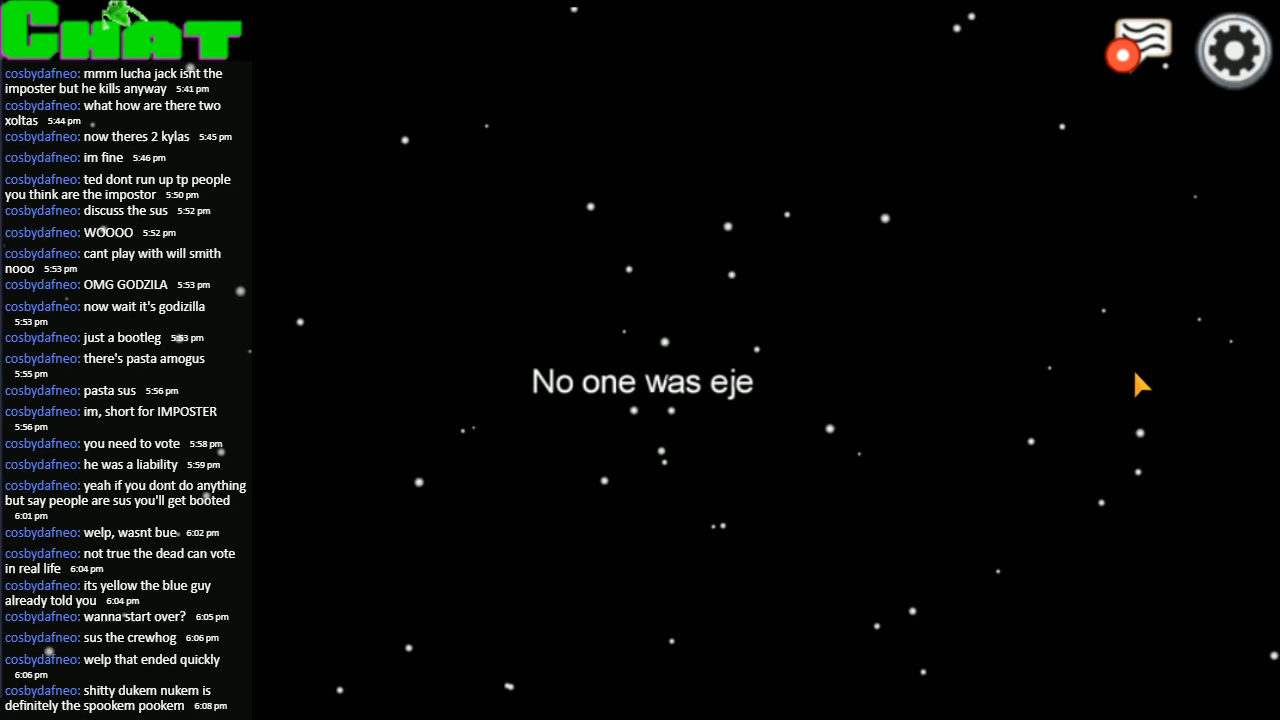 Chat
cosbydafneo: mmm lucha jack isnt the
imposter but he kills anyway 5:41 pm
cosbydafneo: what how are there two
xoltas 5:44 pm
cosbydafneo: now theres 2 kylas 5:45 pm
cosbydafneo: im fine 5:46 pm
cosbydafneo: ted dont run up tp people
you think are the impostor 5:50 pm
cosbydafneo: discuss the sus 5:52 pm
cosbydafneo: WOOOO 5:52 pm
cosbydafneo: cant play with will smith
nooo 5:53 pm
cosbydafneo: OMG GODZILA 5:53 pm
cosbydafneo: now wait it's godzilla
5:53 pm
cosbydafneo: just a bootleg 5:53 pm
cosbydafneo: there's pasta amogus
5:55 pm
cosbydafneo: pasta sus 5:56 pm
cosbydafneo: im, short for IMPOSTER
5:56 pm
cosbydafneo: you need to vote 5:58 pm
cosbydafneo: he was a liability 5:59 pm
cosbydafneo: yeah if you dont do anything
but say people are sus you'll get booted
6:01 pm
cosbydafneo: welp, wasnt bue 6:02 pm
cosbydafneo: not true the dead can vote
in real life 6:04 pm
cosbydafneo: its yellow the blue guy
already told you 6:04 pm
cosbydafneo: wanna start over? 6:05 pm
cosbydafneo: sus the crewhog 6:06 pm
cosbydafneo: welp that ended quickly
6:06 pm
cosbydafneo: shitty dukem nukem is
definitely the spookem pookem 6:08 pm
No one was eje